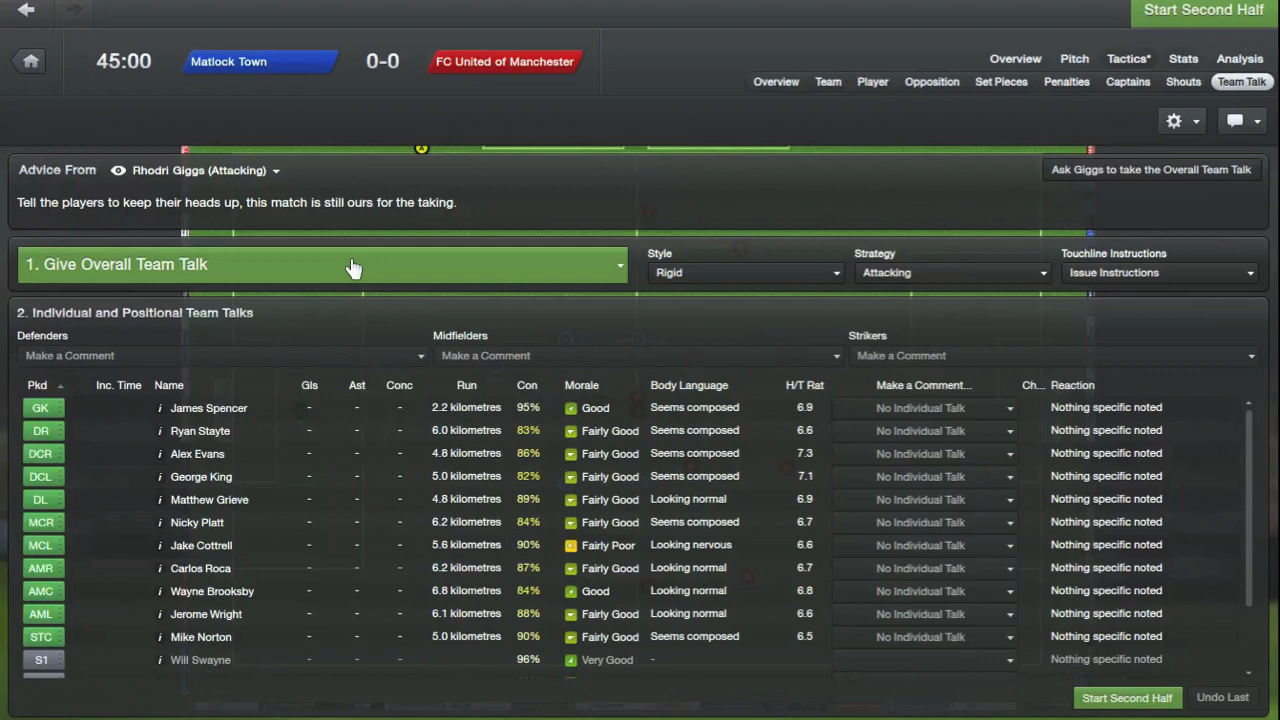 Start Second Half
45:00 Matlock Town 0-0 FC United of Manchester
Overview Pitch Tactics* Stats Analysis
Overview Team Player Opposition Set Pieces Penalties Captains Shouts Team Talk
Advice From Rhodri Giggs (Attacking) Ask Giggs to take the Overall Team Talk
Tell the players to keep their heads up, this match is still ours for the taking.
Style Strategy Touchline Instructions
1. Give Overall Team Talk Rigid Attacking Issue Instructions
2. Individual and Positional Team Talks
Defenders Midfielders Strikers
Make a Comment Make a Comment Make a Comment
Pkd Inc. Time Name Gls Ast Conc Run Con Morale Body Language H/T Rat Make a Comment... Ch... Reaction
GK i James Spencer - - - 2.2 kilometres 95% Good Seems composed 6.9 No Individual Talk Nothing specific noted
DR i Ryan Stayte - - - 6.0 kilometres 83% Fairly Good Seems composed 6.6 No Individual Talk Nothing specific noted
DCR i Alex Evans - - - 4.8 kilometres 86% Fairly Good Seems composed 7.3 No Individual Talk Nothing specific noted
DCL i George King - - - 5.0 kilometres 82% Fairly Good Seems composed 7.1 No Individual Talk Nothing specific noted
DL i Matthew Grieve - - - 4.8 kilometres 89% Fairly Good Looking normal 6.9 No Individual Talk Nothing specific noted
MCR i Nicky Platt - - - 6.2 kilometres 84% Fairly Good Seems composed 6.7 No Individual Talk Nothing specific noted
MCL i Jake Cottrell - - - 5.6 kilometres 90% Fairly Poor Looking nervous 6.6 No Individual Talk Nothing specific noted
AMR i Carlos Roca - - - 6.2 kilometres 87% Fairly Good Looking normal 6.7 No Individual Talk Nothing specific noted
AMC i Wayne Brooksby - - - 6.8 kilometres 84% Good Looking normal 6.8 No Individual Talk Nothing specific noted
AML i Jerome Wright - - - 6.1 kilometres 88% Fairly Good Looking normal 6.6 No Individual Talk Nothing specific noted
STC i Mike Norton - - - 5.0 kilometres 90% Fairly Good Seems composed 6.5 No Individual Talk Nothing specific noted
S1 i Will Swayne 96% Very Good - Nothing specific noted
Start Second Half Undo Last